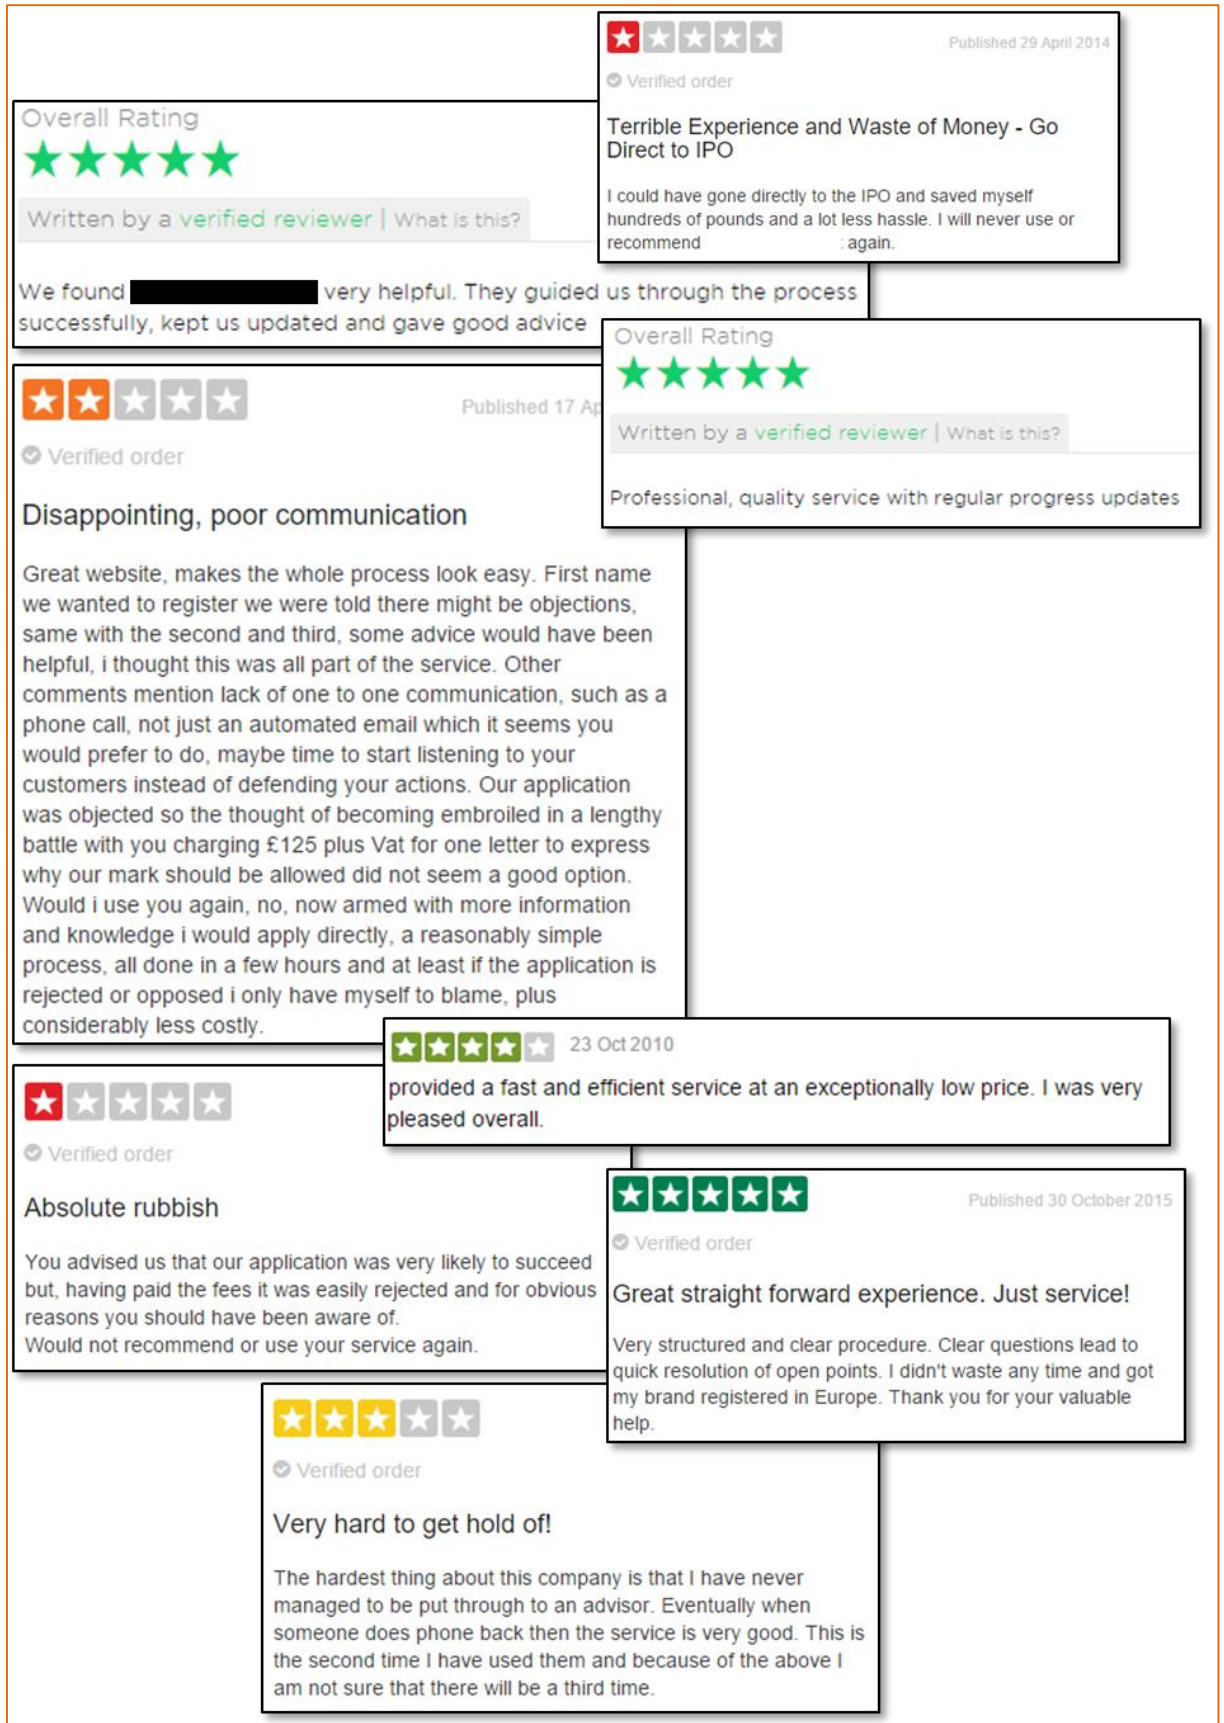 Published 29 April 2014
Verified order
Terrible Experience and Waste of Money - Go
Direct to IPO
I could have gone directly to the IPO and saved myself
hundreds of pounds and a lot less hassle. I will never use or
recommend again.
Overall Rating
Written by a verified reviewer | What is this?
We found very helpful. They guided us through the process
successfully, kept us updated and gave good advice
Overall Rating
Written by a verified reviewer | What is this?
Professional, quality service with regular progress updates
Published 17
Verified order
Disappointing, poor communication
Great website, makes the whole process look easy. First name
we wanted to register we were told there might be objections,
same with the second and third, some advice would have been
helpful, i thought this was all part of the service. Other
comments mention lack of one to one communication, such as a
phone call, not just an automated email which it seems you
would prefer to do, maybe time to start listening to your
customers instead of defending your actions. Our application
was objected so the thought of becoming embroiled in a lengthy
battle with you charging £125 plus Vat for one letter to express
why our mark should be allowed did not seem a good option.
Would i use you again, no, now armed with more information
and knowledge i would apply directly, a reasonably simple
process, all done in a few hours and at least if the application is
rejected or opposed i only have myself to blame, plus
considerably less costly.
23 Oct 2010
provided a fast and efficient service at an exceptionally low price. I was very
pleased overall.
Verified order
Absolute rubbish
You advised us that our application was very likely to succeed
but, having paid the fees it was easily rejected and for obvious
reasons you should have been aware of.
Would not recommend or use your service again.
Published 30 October 2015
Verified order
Great straight forward experience. Just service!
Very structured and clear procedure. Clear questions lead to
quick resolution of open points. I didn't waste any time and got
my brand registered in Europe. Thank you for your valuable
help.
Verified order
Very hard to get hold of!
The hardest thing about this company is that I have never
managed to be put through to an advisor. Eventually when
someone does phone back then the service is very good. This is
the second time I have used them and because of the above I
am not sure that there will be a third time.